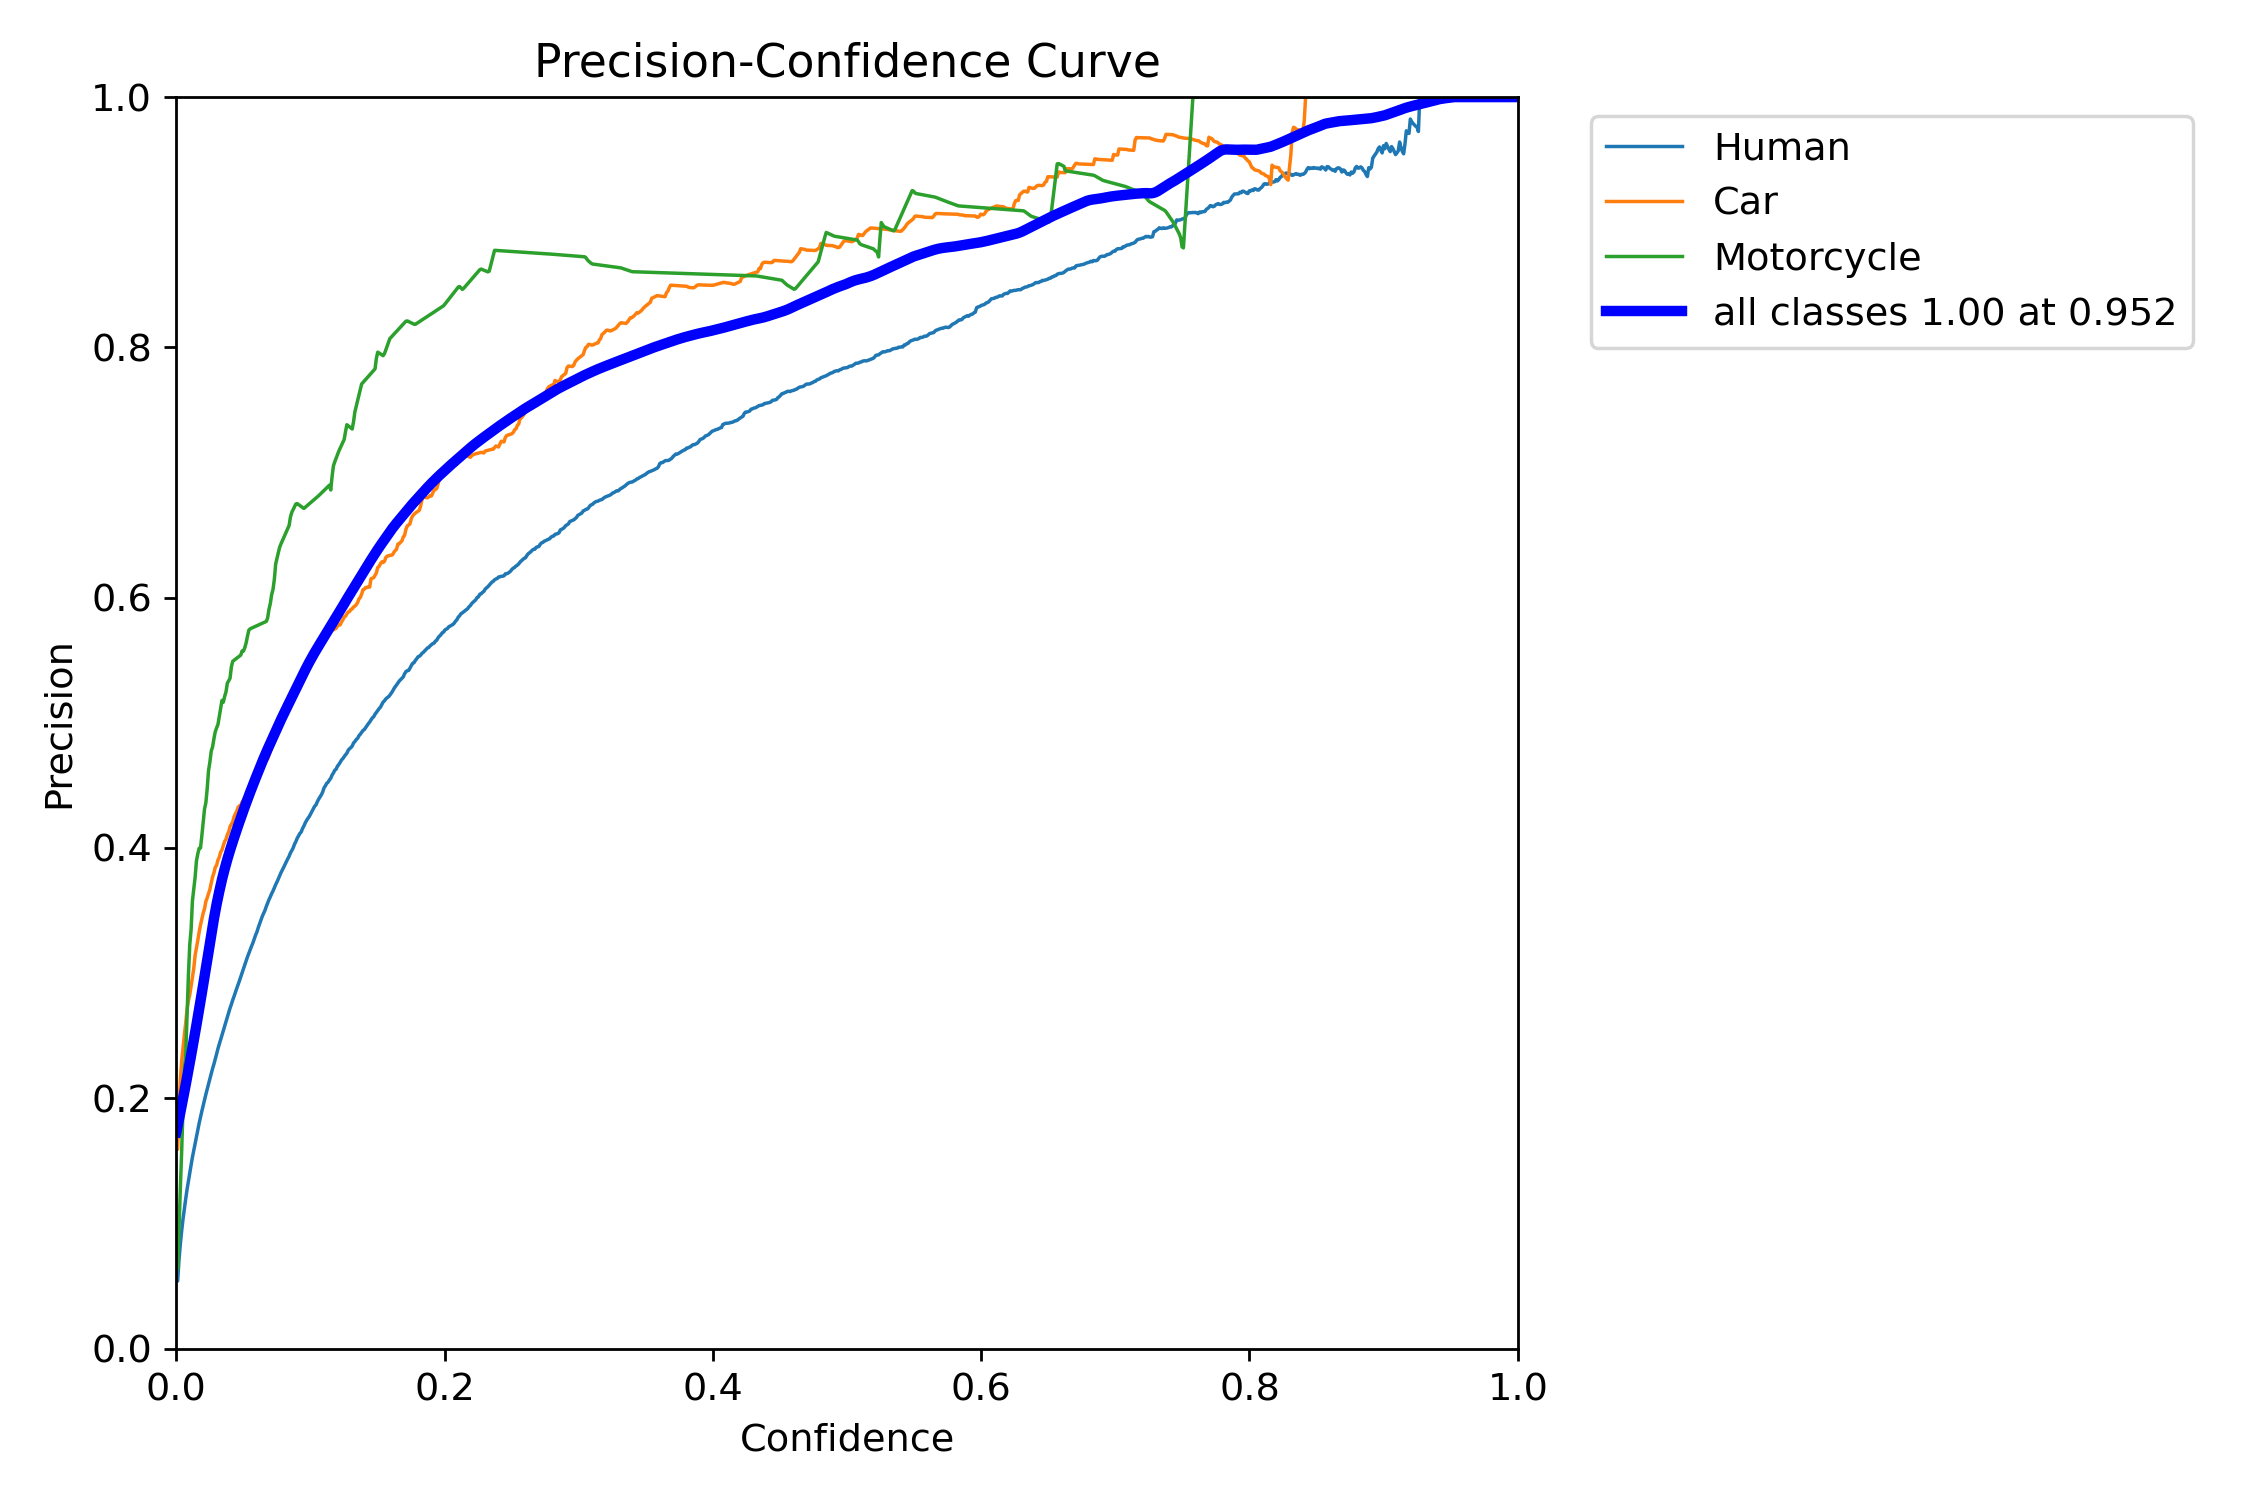 Precision-Confidence Curve
1.0
0.8
0.6
0.4
0.2
0.0
Precision
0.0 0.2 0.4 0.6 0.8 1.0
Confidence
Human
Car
Motorcycle
all classes 1.00 at 0.952